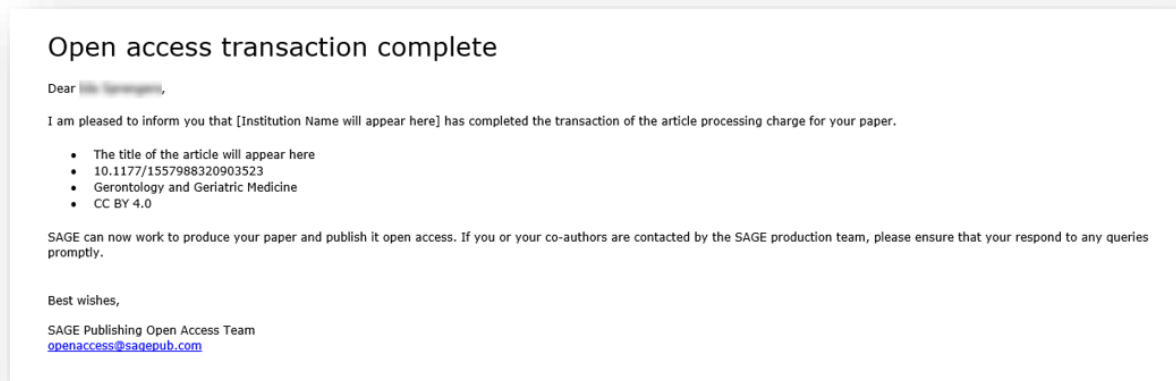 Open access transaction complete
Dear ,
I am pleased to inform you that [Institution Name will appear here] has completed the transaction of the article processing charge for your paper.
• The title of the article will appear here
• 10.1177/1557988320903523
• Gerontology and Geriatric Medicine
• CC BY 4.0
SAGE can now work to produce your paper and publish it open access. If you or your co-authors are contacted by the SAGE production team, please ensure that your respond to any queries
promptly.
Best wishes,
SAGE Publishing Open Access Team
openaccess@sagepub.com